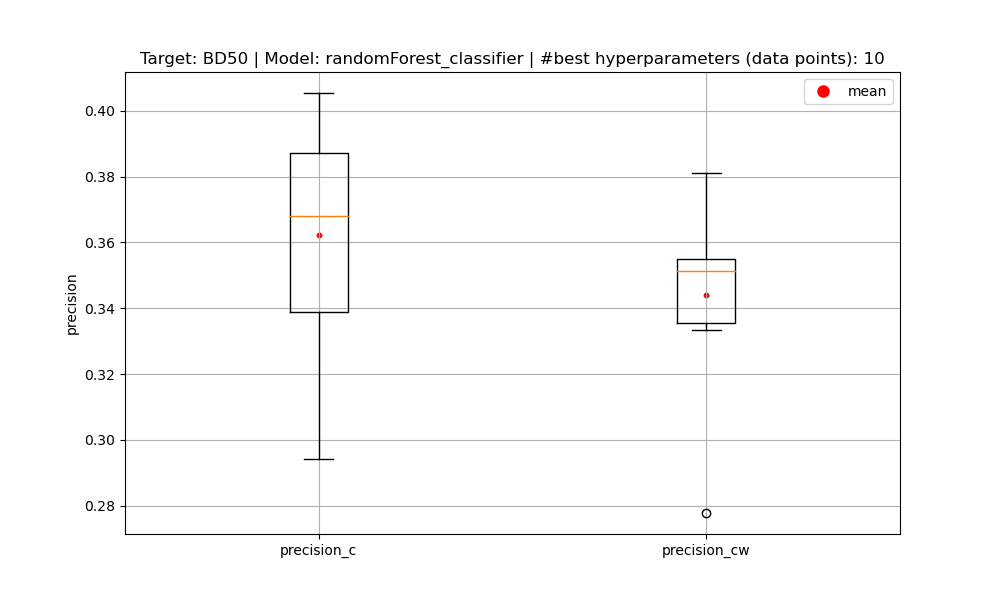 Target: BD50 | Model: randomForest_classifier | #best hyperparameters (data points): 10
mean
0.40
0.38
0.36
0.34
0.32
0.30
0.28
precision
precision_c
precision_cw